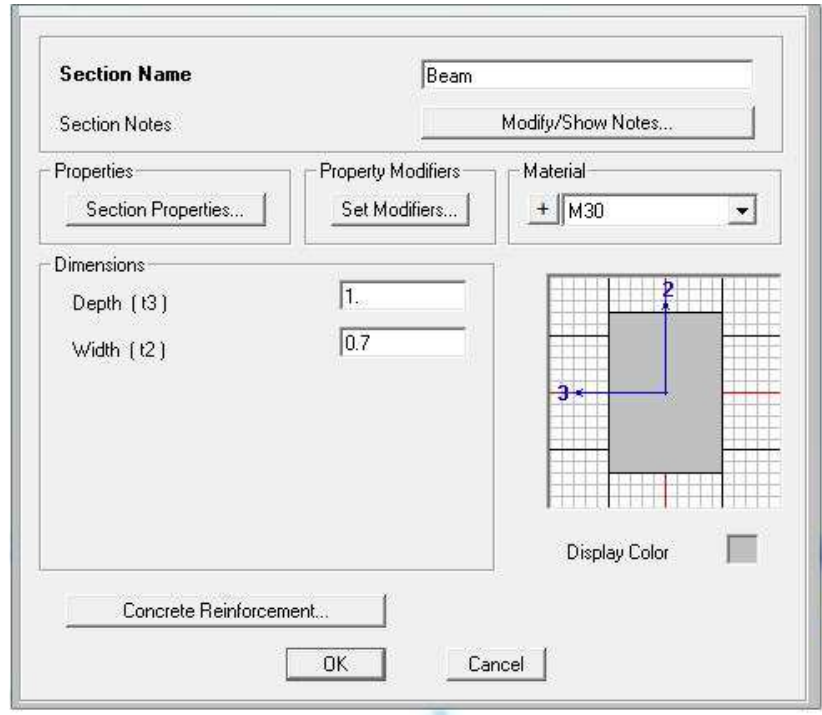 Section Name Beam
Section Notes Modify/Show Notes...
Properties Property Modifiers Material
Section Properties... Set Modifiers... + M30
Dimensions
Depth ( t3 ) 1.
Width ( t2 ) 0.7
2
3
Display Color
Concrete Reinforcement...
OK Cancel